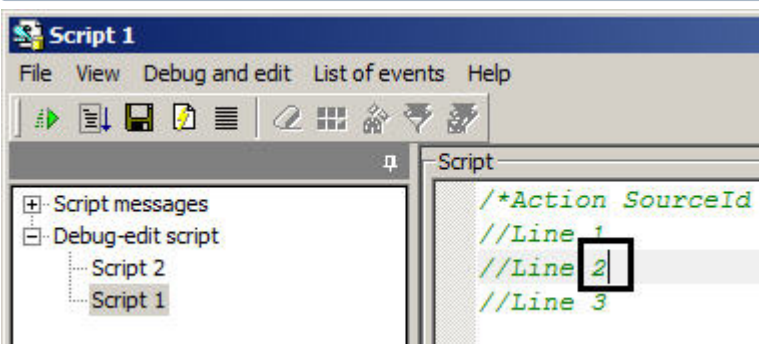 Script 1
File View Debug and edit List of events Help
Script
Script messages
Debug-edit script
Script 2
Script 1
/*Action SourceId
//Line 1
//Line 2
//Line 3